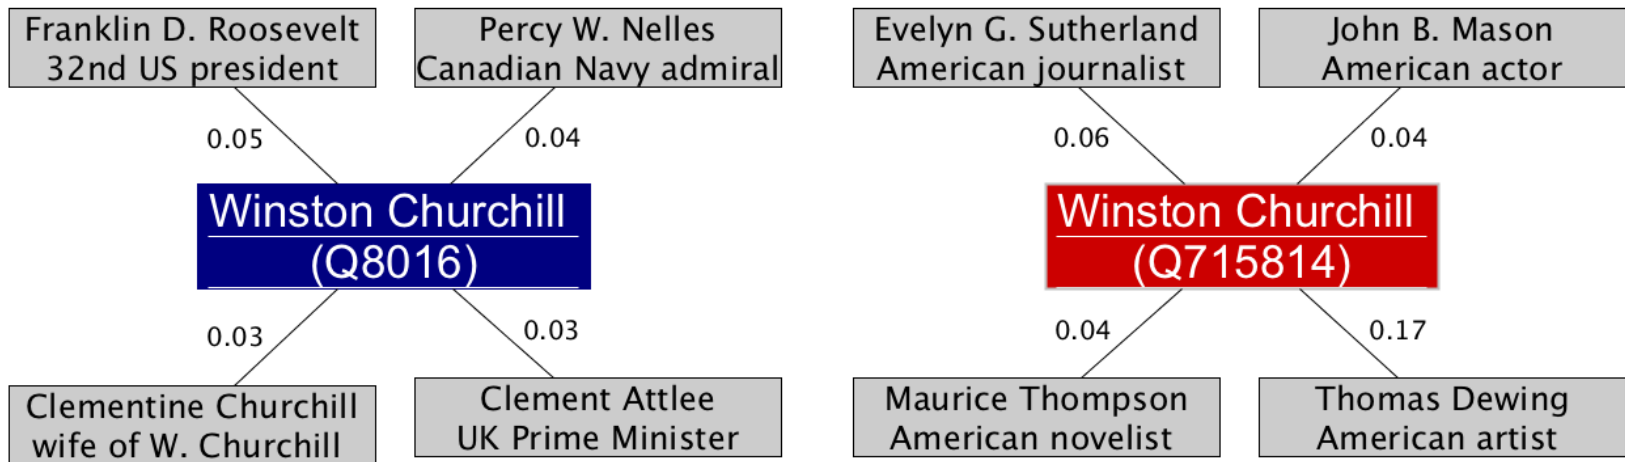 Franklin D. Roosevelt
32nd US president
Percy W. Nelles
Canadian Navy admiral
Evelyn G. Sutherland
American journalist
John B. Mason
American actor
0.05
0.04
0.06
0.04
Winston Churchill
(Q8016)
Winston Churchill
(Q715814)
0.03
0.03
0.04
0.17
Clementine Churchill
wife of W. Churchill
Clement Attlee
UK Prime Minister
Maurice Thompson
American novelist
Thomas Dewing
American artist